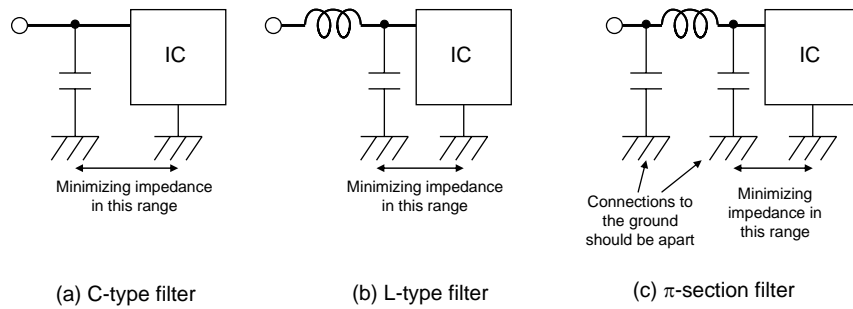 IC
IC
IC
Minimizing impedance
in this range
Minimizing impedance
in this range
Connections to
the ground
should be apart
Minimizing
impedance in
this range
(a) C-type filter
(b) L-type filter
(c) π-section filter